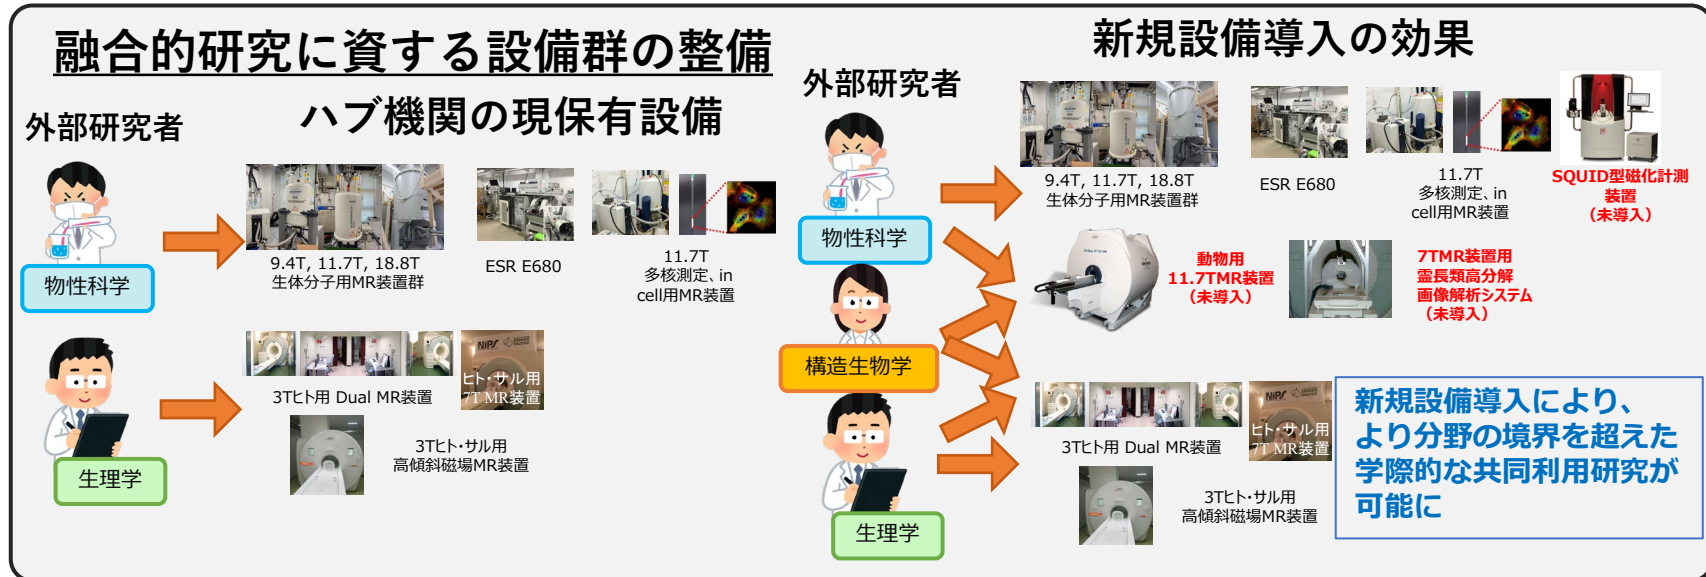 融合的研究に資する設備群の整備
ハブ機関の現保有設備
外部研究者
物性科学
9.4T, 11.7T, 18.8T
生体分子用MR装置群
ESR E680
11.7T
多核測定、in
cell用MR装置
生理学
3Tヒト用 Dual MR装置
NIPS
ヒト・サル用
7T MR装置
3Tヒト・サル用
高傾斜磁場MR装置
新規設備導入の効果
外部研究者
物性科学
9.4T, 11.7T, 18.8T
生体分子用MR装置群
ESR E680
11.7T
多核測定、in
cell用MR装置
SQUID型磁化計測
装置
（未導入）
動物用
11.7TMR装置
（未導入）
7TMR装置用
霊長類高分解
画像解析システム
（未導入）
構造生物学
生理学
3Tヒト用 Dual MR装置
NIPS
ヒト・サル用
7T MR装置
3Tヒト・サル用
高傾斜磁場MR装置
新規設備導入により、
より分野の境界を超えた
学際的な共同利用研究が
可能に